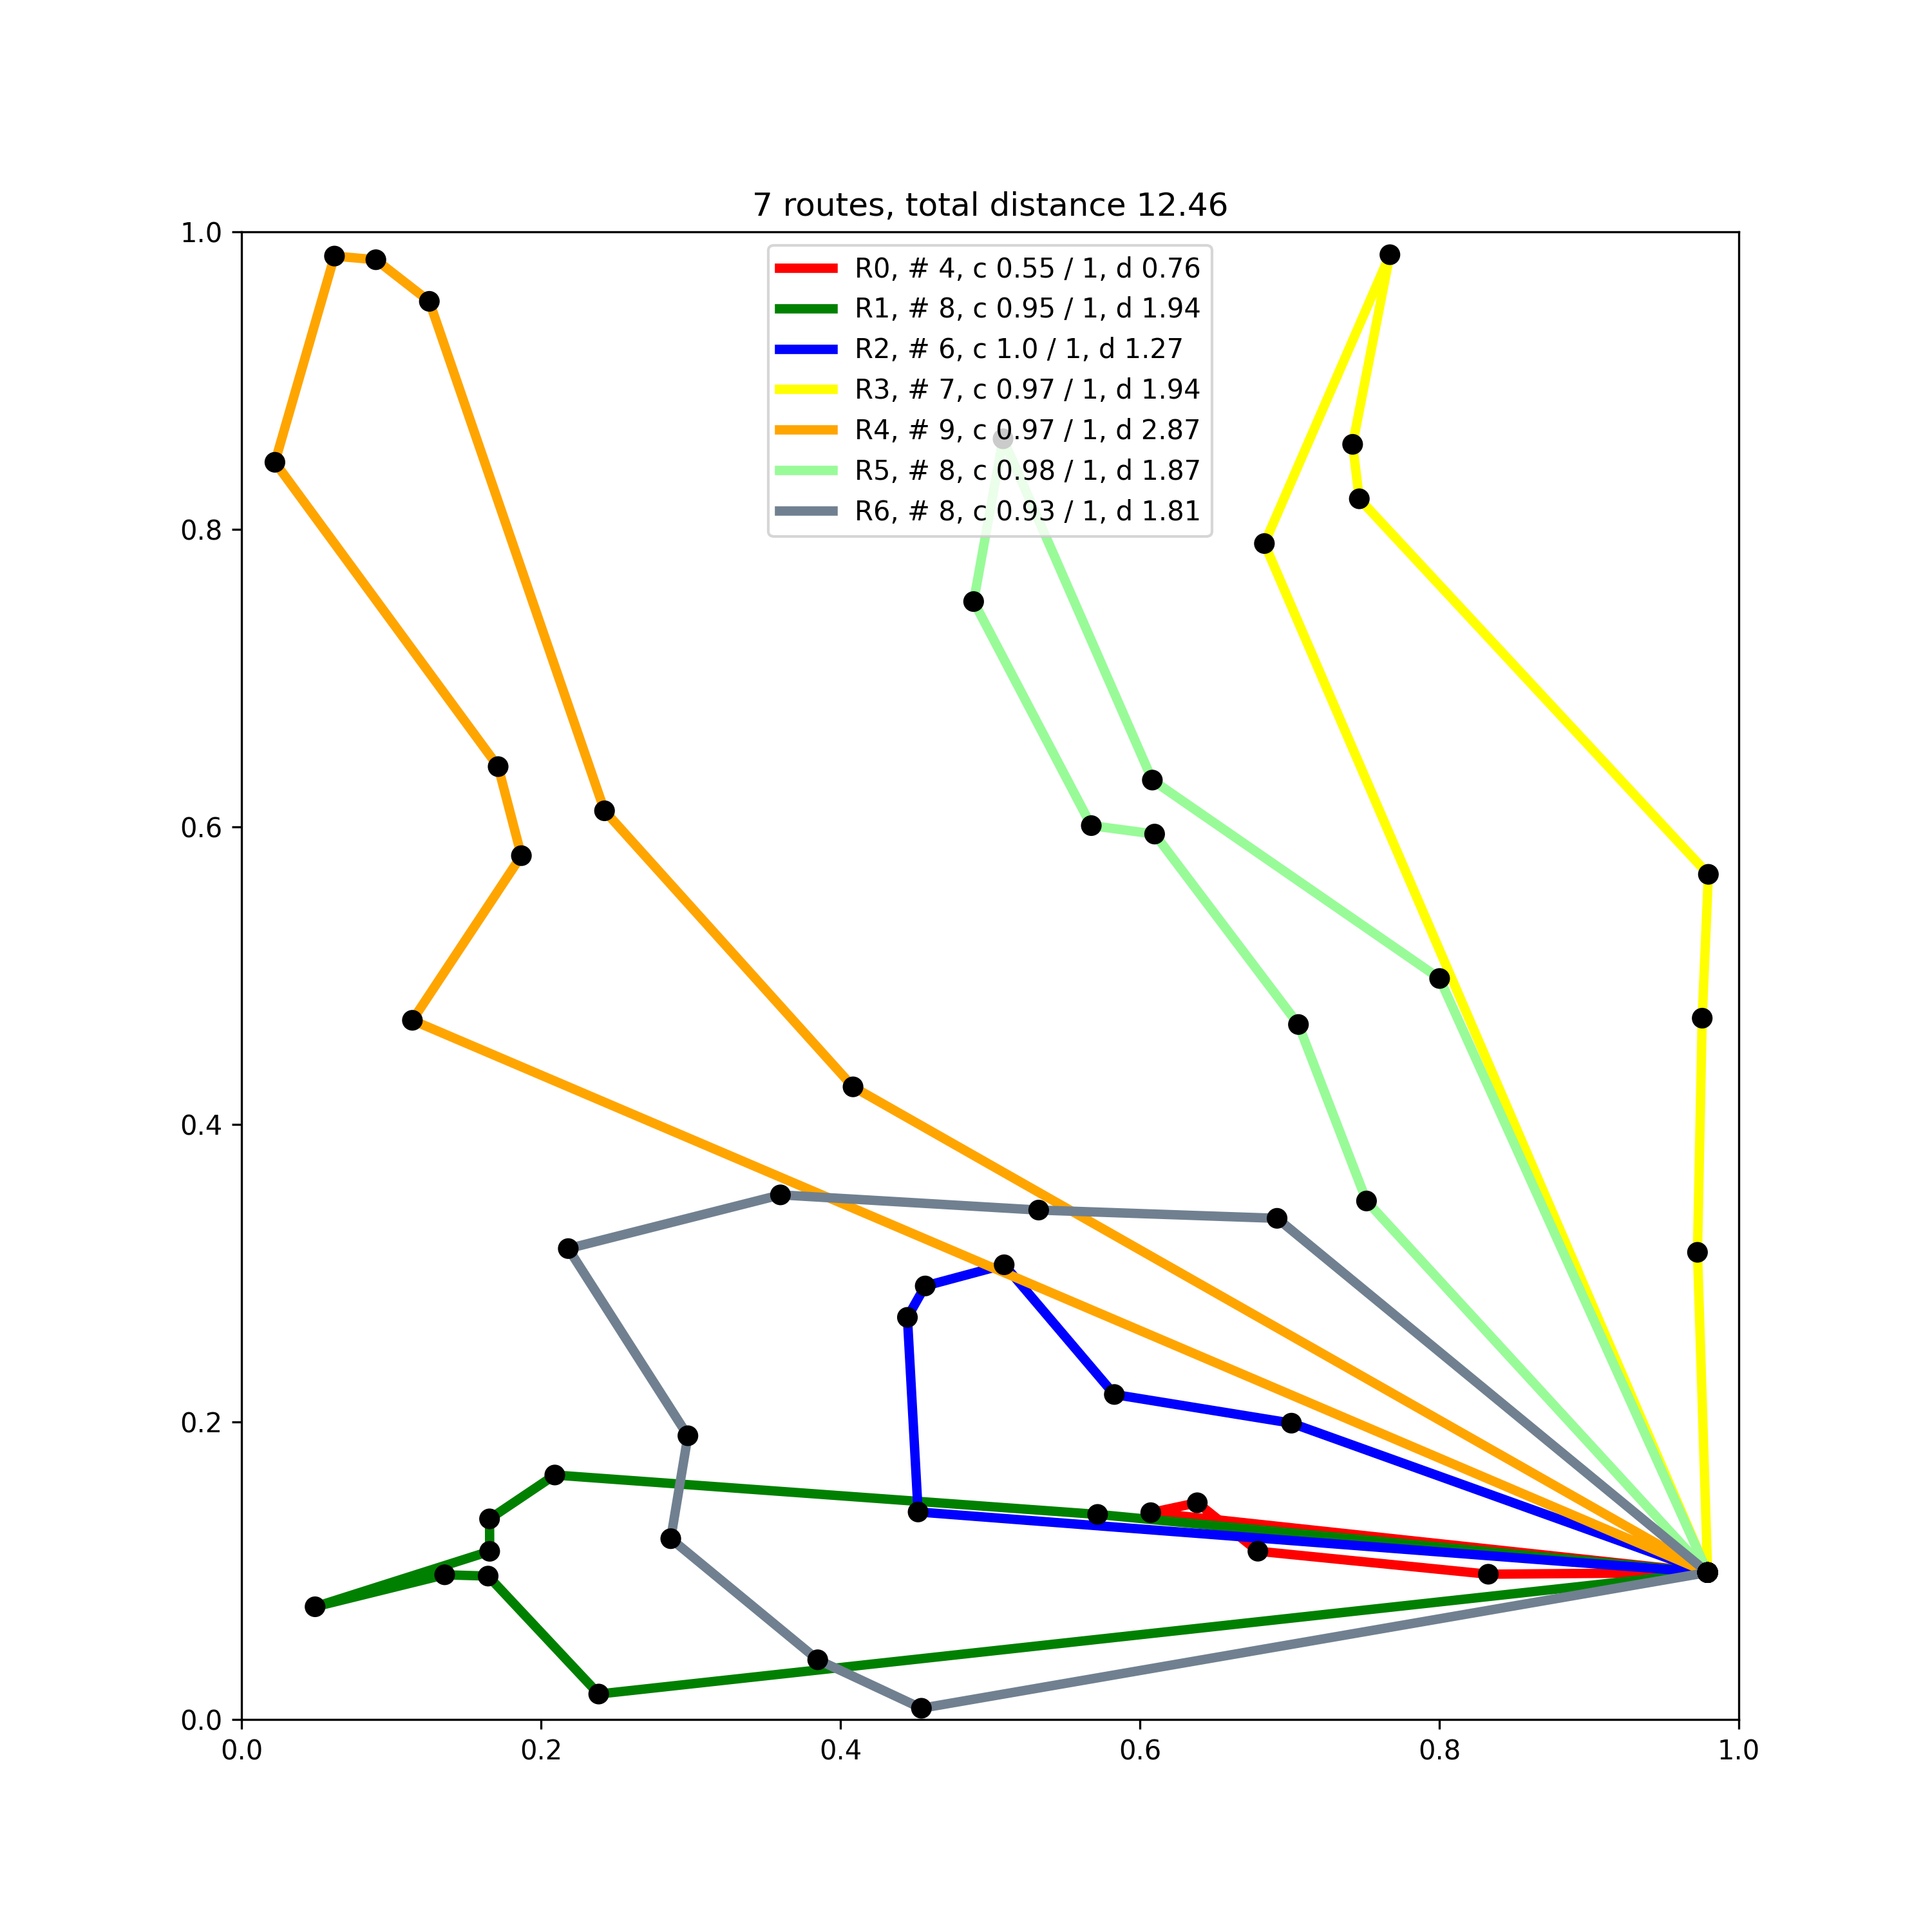 7 routes, total distance 12.46
R0, # 4, c 0.55 / 1, d 0.76
R1, # 8, c 0.95 / 1, d 1.94
R2, # 6, c 1.0 / 1, d 1.27
R3, # 7, c 0.97 / 1, d 1.94
R4, # 9, c 0.97 / 1, d 2.87
R5, # 8, c 0.98 / 1, d 1.87
R6, # 8, c 0.93 / 1, d 1.81
1.0
0.8
0.6
0.4
0.2
0.0
0.0 0.2 0.4 0.6 0.8 1.0